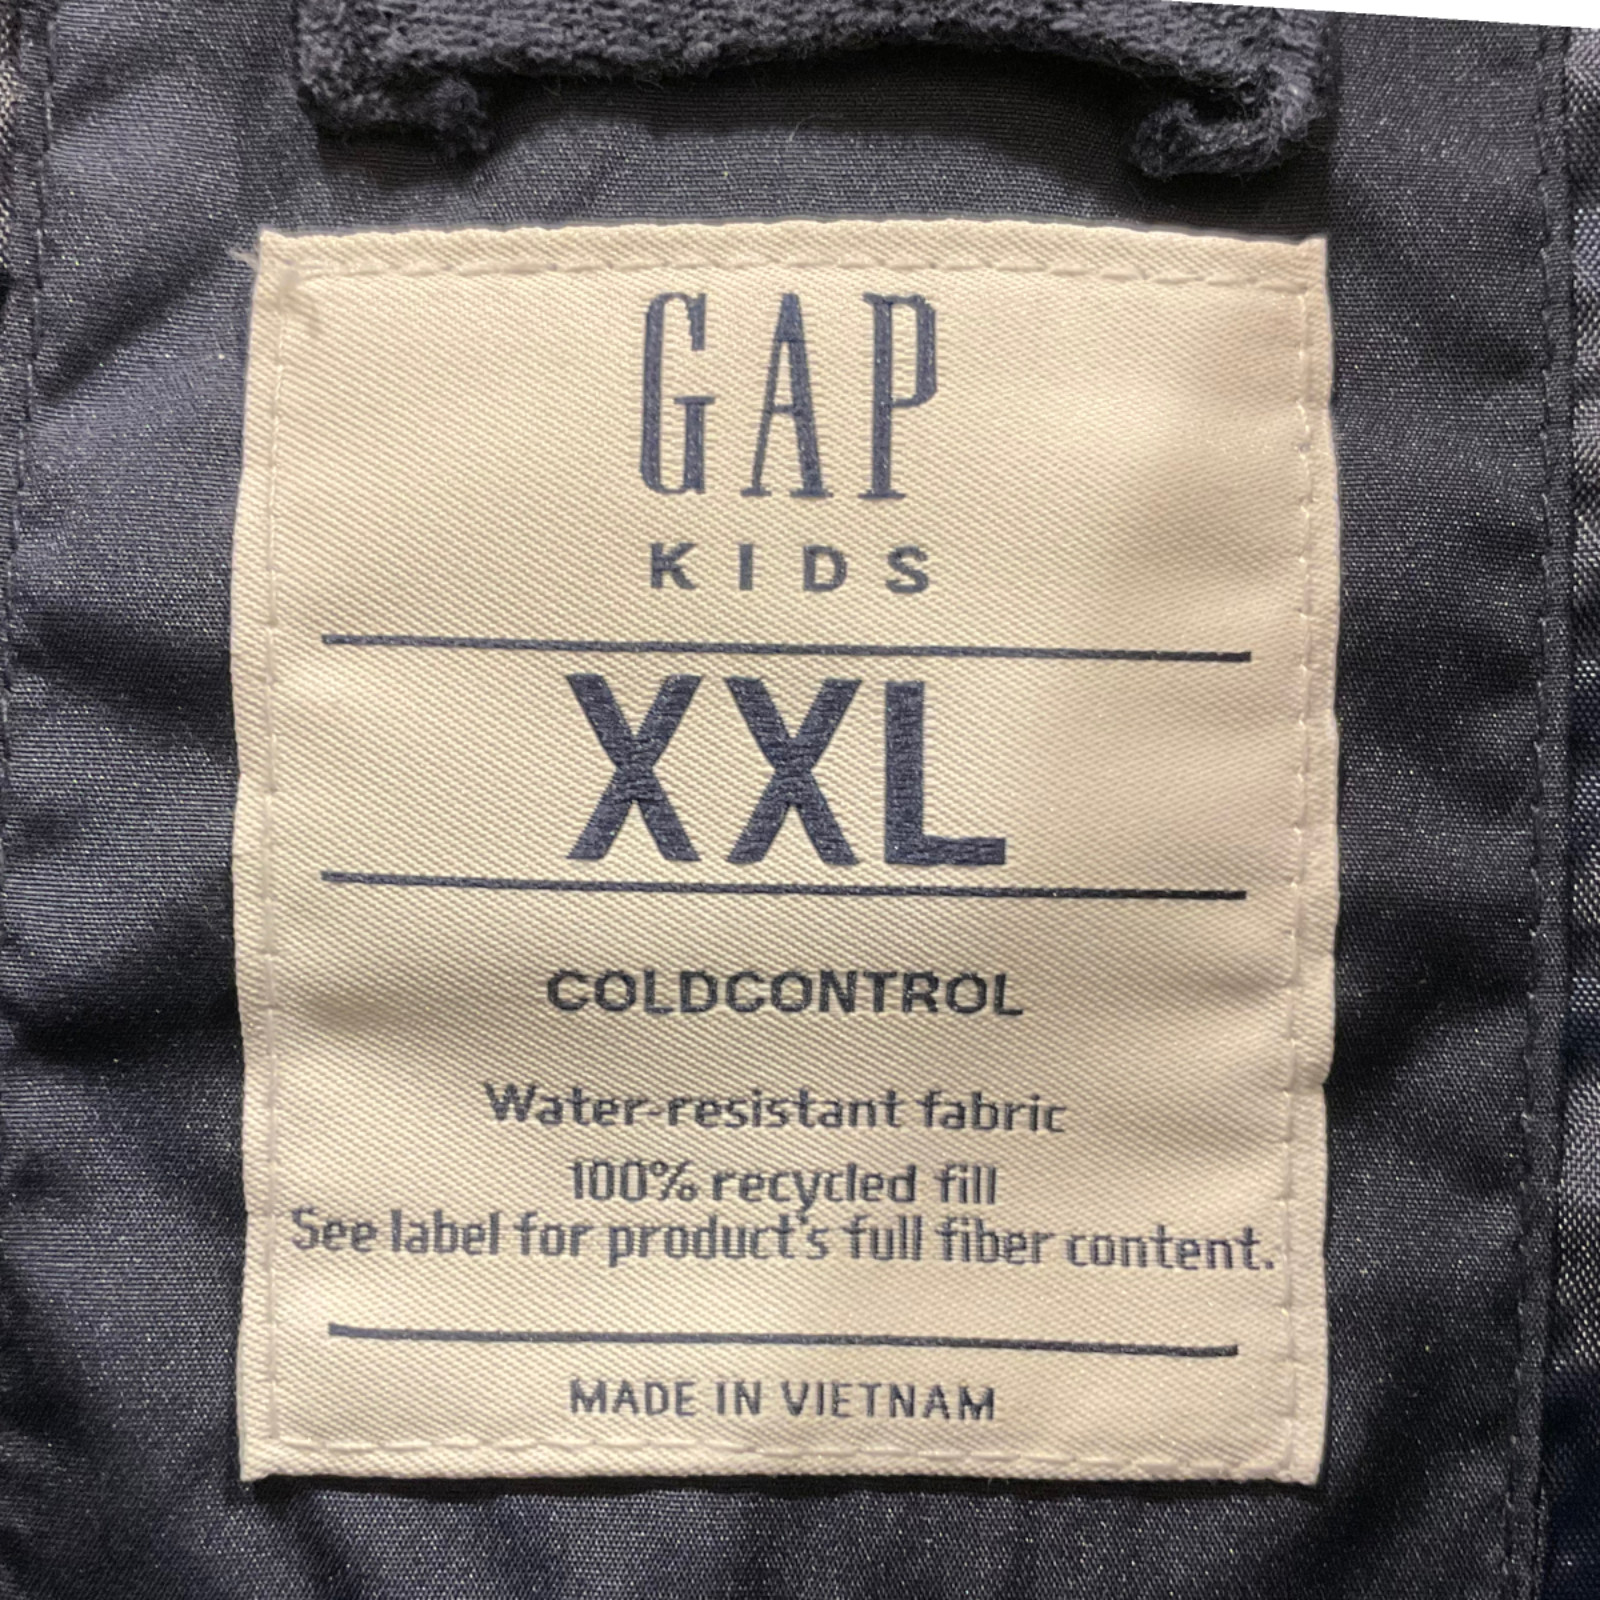 GAP
KIDS
XXL
COLDCONTROL
Water-resistant fabric
100% recycled fill
See label for product's full fiber content.
MADE IN VIETNAM